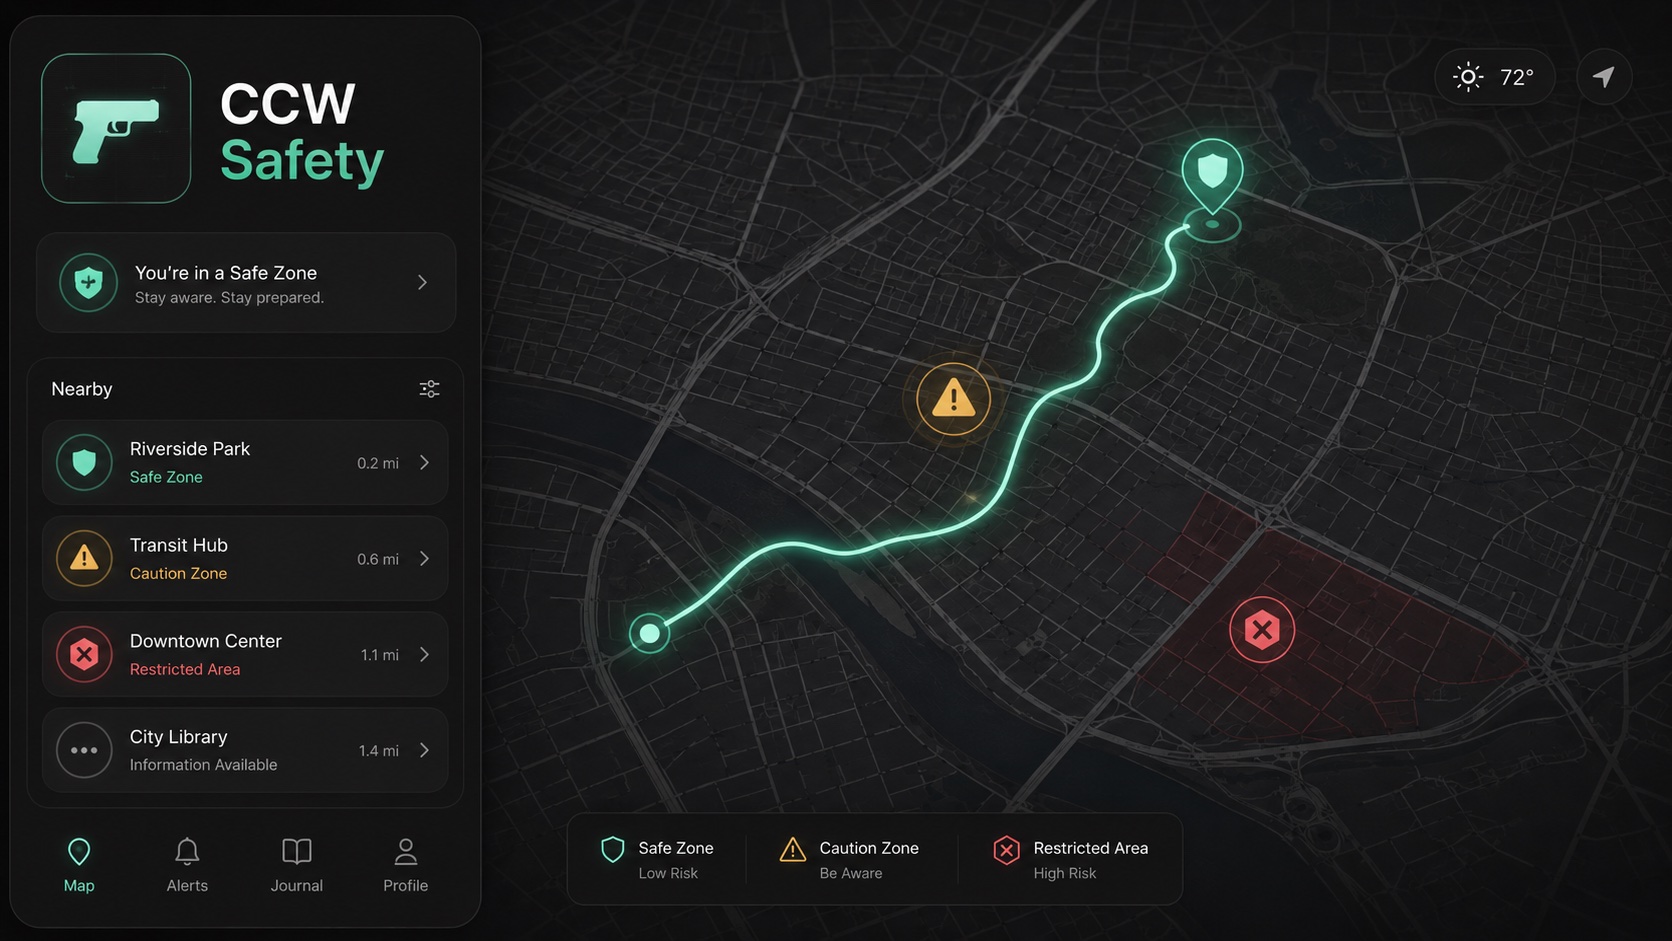 CCW
Safety
72°
You're in a Safe Zone
Stay aware. Stay prepared.
Nearby
Riverside Park
Safe Zone
0.2 mi
Transit Hub
Caution Zone
0.6 mi
Downtown Center
Restricted Area
1.1 mi
City Library
Information Available
1.4 mi
Map
Alerts
Journal
Profile
Safe Zone
Low Risk
Caution Zone
Be Aware
Restricted Area
High Risk